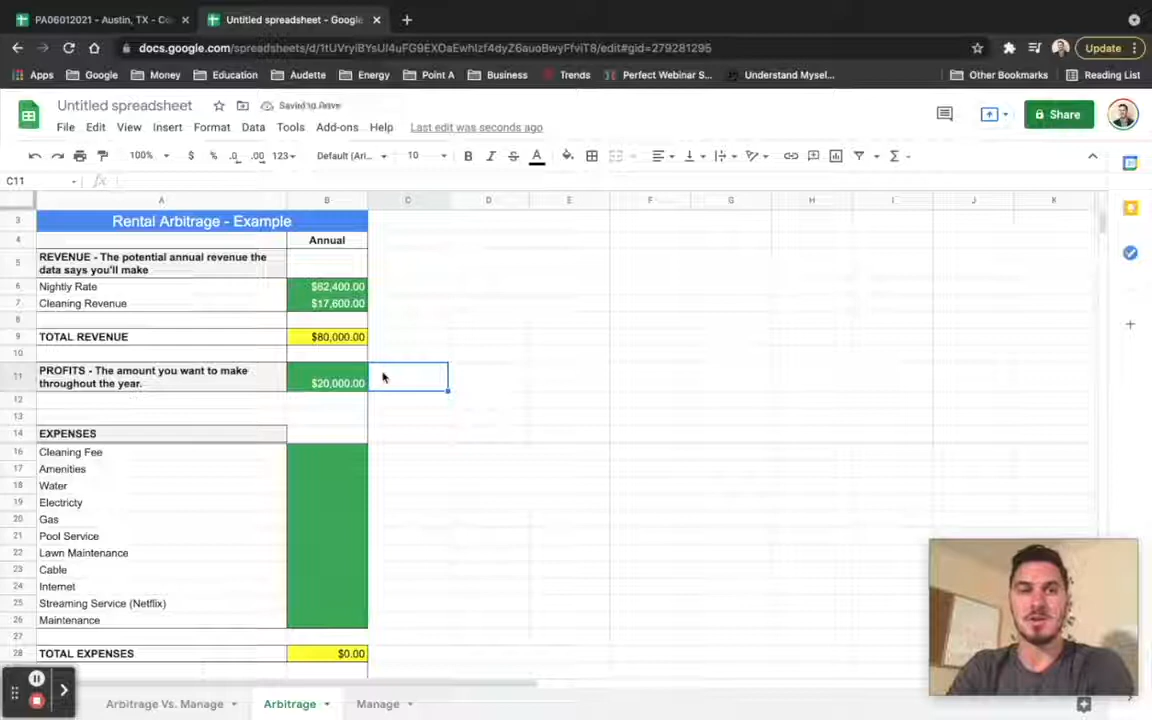 PA06012021 - Austin, TX - Co
Untitled spreadsheet - Google
docs.google.com/spreadsheets/d/1tUVryiBYsUI4uFG9EXOaEwhIzf4dyZ6auoBwyFfviT8/edit#gid=279281295
Update
Apps Google Money Education Audette Energy Point A Business Trends Perfect Webinar S... Understand Mysel... Other Bookmarks Reading List
Untitled spreadsheet
Saving to Drive
Share
File Edit View Insert Format Data Tools Add-ons Help Last edit was seconds ago
100% $ % .0 .00 123 Default (Ari... 10 B I S A
C11 fx
A B C D E F G H I J K
3 Rental Arbitrage - Example
4 Annual
5 REVENUE - The potential annual revenue the
data says you'll make
6 Nightly Rate $62,400.00
7 Cleaning Revenue $17,600.00
8
9 TOTAL REVENUE $80,000.00
10
11 PROFITS - The amount you want to make
throughout the year. $20,000.00
12
13
14 EXPENSES
16 Cleaning Fee
17 Amenities
18 Water
19 Electricty
20 Gas
21 Pool Service
22 Lawn Maintenance
23 Cable
24 Internet
25 Streaming Service (Netflix)
26 Maintenance
27
28 TOTAL EXPENSES $0.00
Arbitrage Vs. Manage Arbitrage Manage